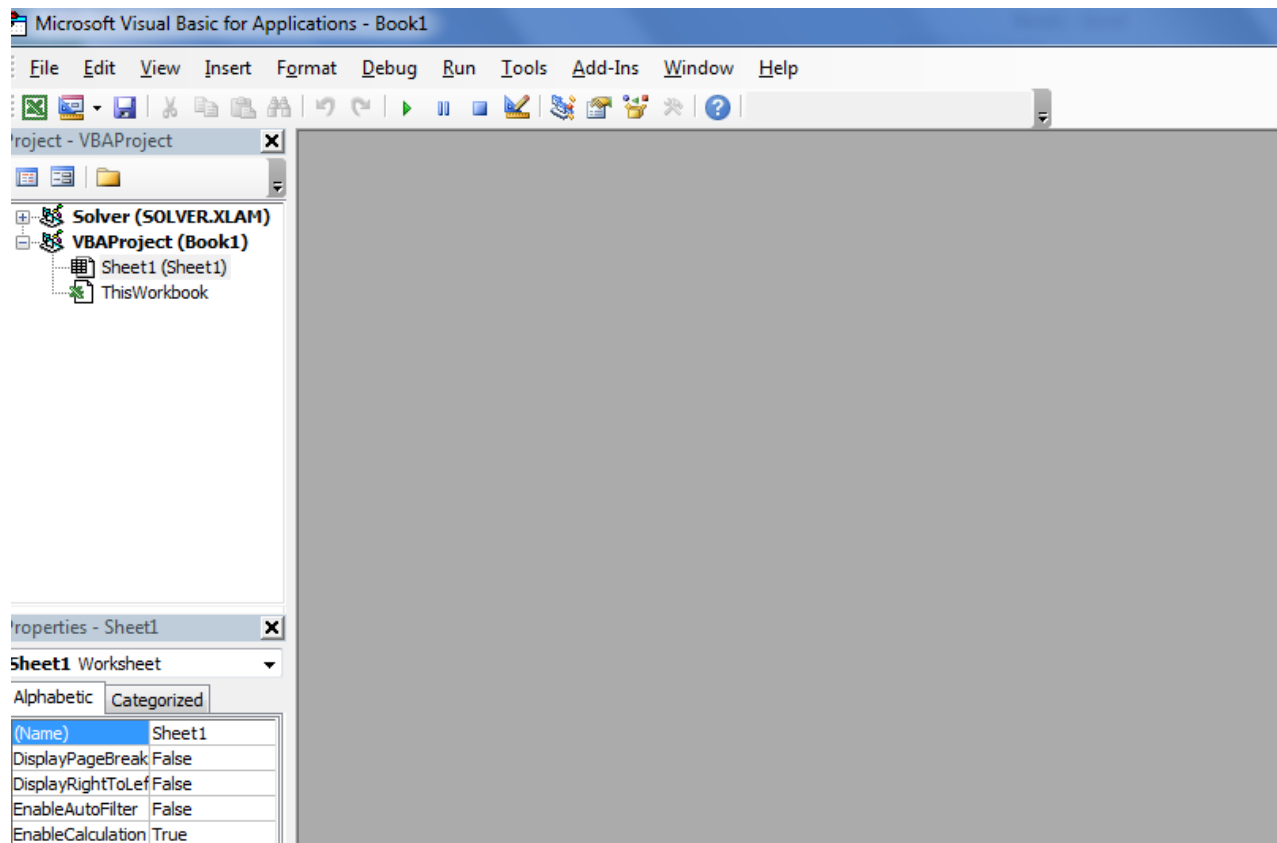 Microsoft Visual Basic for Applications - Book1
File Edit View Insert Format Debug Run Tools Add-Ins Window Help
roject - VBAProject
Solver (SOLVER.XLAM)
VBAProject (Book1)
Sheet1 (Sheet1)
ThisWorkbook
roperties - Sheet1
Sheet1 Worksheet
Alphabetic Categorized
(Name) Sheet1
DisplayPageBreak False
DisplayRightToLef False
EnableAutoFilter False
EnableCalculation True